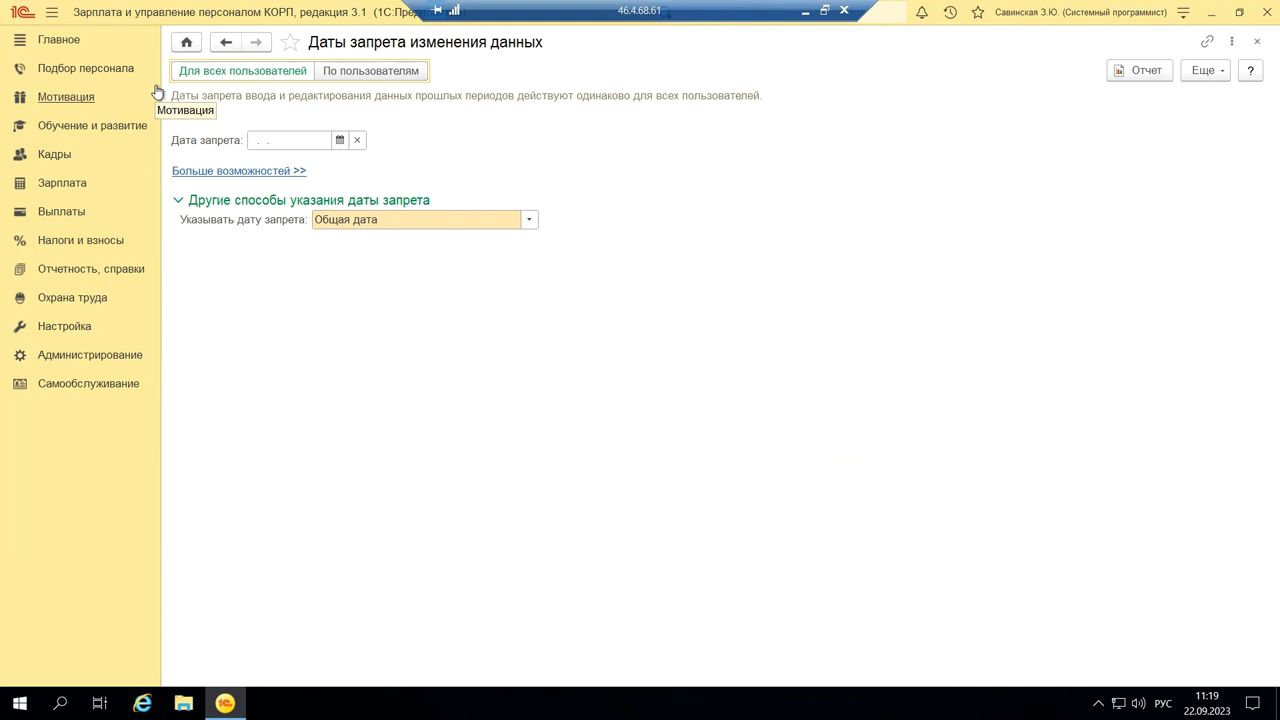 Зарплата и управление персоналом КОРП, редакция 3.1 (1С:Пред
46.4.68.61
Савинская З.Ю. (Системный программист)
Главное
Подбор персонала
Мотивация
Обучение и развитие
Кадры
Зарплата
Выплаты
Налоги и взносы
Отчетность, справки
Охрана труда
Настройка
Администрирование
Самообслуживание
Мотивация
Даты запрета изменения данных
Для всех пользователей
По пользователям
Отчет
Еще
?
Даты запрета ввода и редактирования данных прошлых периодов действуют одинаково для всех пользователей.
Дата запрета: . .
Больше возможностей >>
Другие способы указания даты запрета
Указывать дату запрета: Общая дата
РУС
11:19
22.09.2023